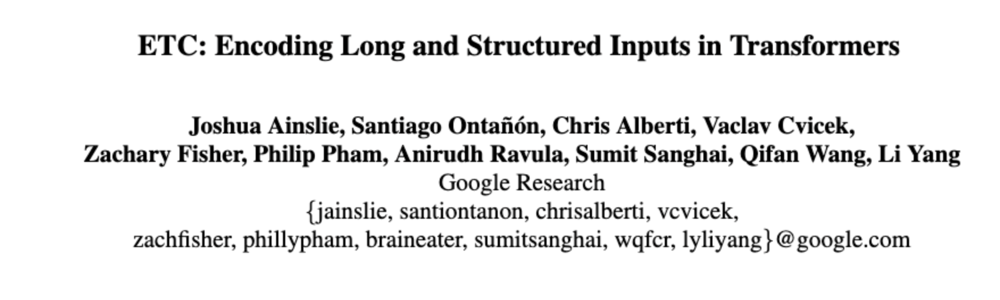 ETC: Encoding Long and Structured Inputs in Transformers
Joshua Ainslie, Santiago Ontañón, Chris Alberti, Vaclav Cvicek,
Zachary Fisher, Philip Pham, Anirudh Ravula, Sumit Sanghai, Qifan Wang, Li Yang
Google Research
{jainslie, santiontanon, chrisalberti, vcvicek,
zachfisher, phillypham, braineater, sumitsanghai, wqfcr, lyliyang}@google.com